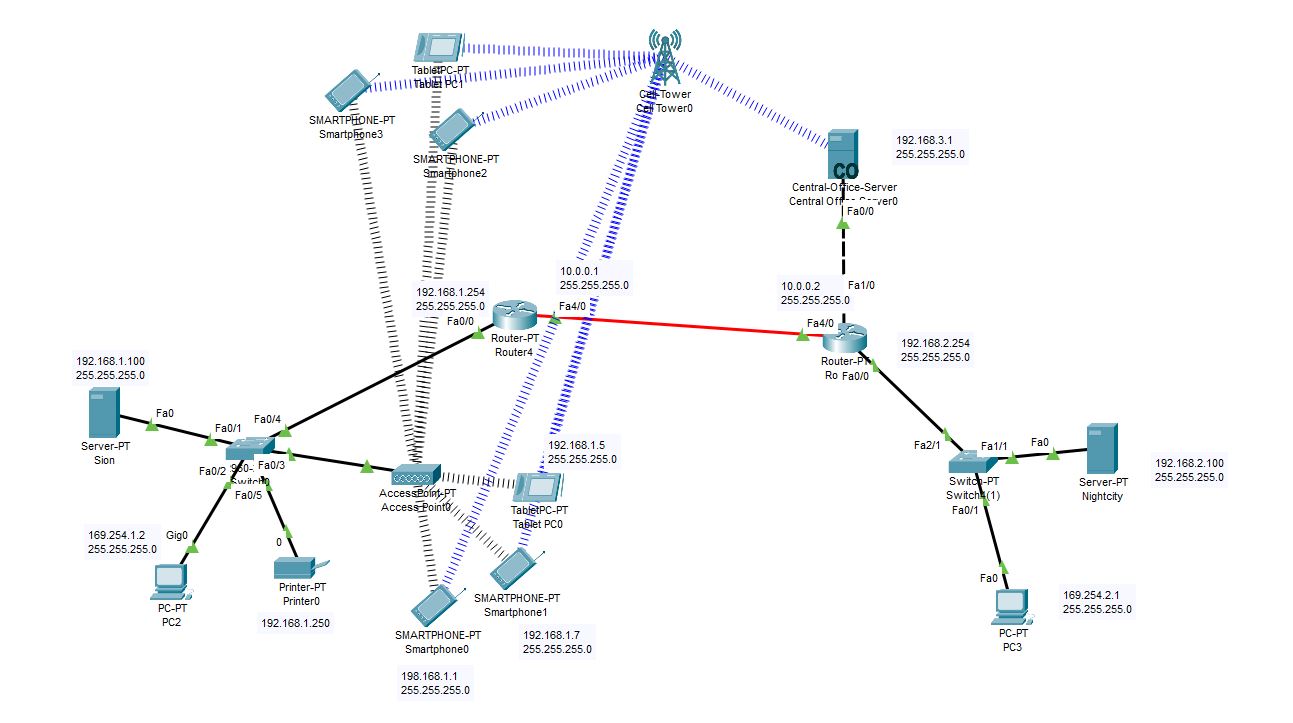 TabletPC-PT
Tablet PC1
SMARTPHONE-PT
Smartphone3
SMARTPHONE-PT
Smartphone2
Cell-Tower
Cell Tower0
192.168.3.1
255.255.255.0
CO
Central-Office-Server
Central Office Server0
Fa0/0
192.168.1.254
255.255.255.0
Fa0/0
10.0.0.1
255.255.255.0
Fa4/0
Router-PT
Router4
10.0.0.2
255.255.255.0
Fa1/0
Fa4/0
Router-PT
Ro
Fa0/0
192.168.2.254
255.255.255.0
192.168.1.100
255.255.255.0
Fa0
Server-PT
Sion
Fa0/1
Fa0/4
Fa0/2
Fa0/3
Switch0
Fa0/5
AccessPoint-PT
Access Point0
192.168.1.5
255.255.255.0
TabletPC-PT
Tablet PC0
Fa2/1
Fa1/1
Fa0
Switch-PT
Fa0/1
Server-PT
Nightcity
192.168.2.100
255.255.255.0
169.254.1.2
255.255.255.0
Gig0
PC-PT
PC2
0
Printer-PT
Printer0
192.168.1.250
SMARTPHONE-PT
Smartphone1
192.168.1.7
255.255.255.0
SMARTPHONE-PT
Smartphone0
198.168.1.1
255.255.255.0
Fa0
PC-PT
PC3
169.254.2.1
255.255.255.0